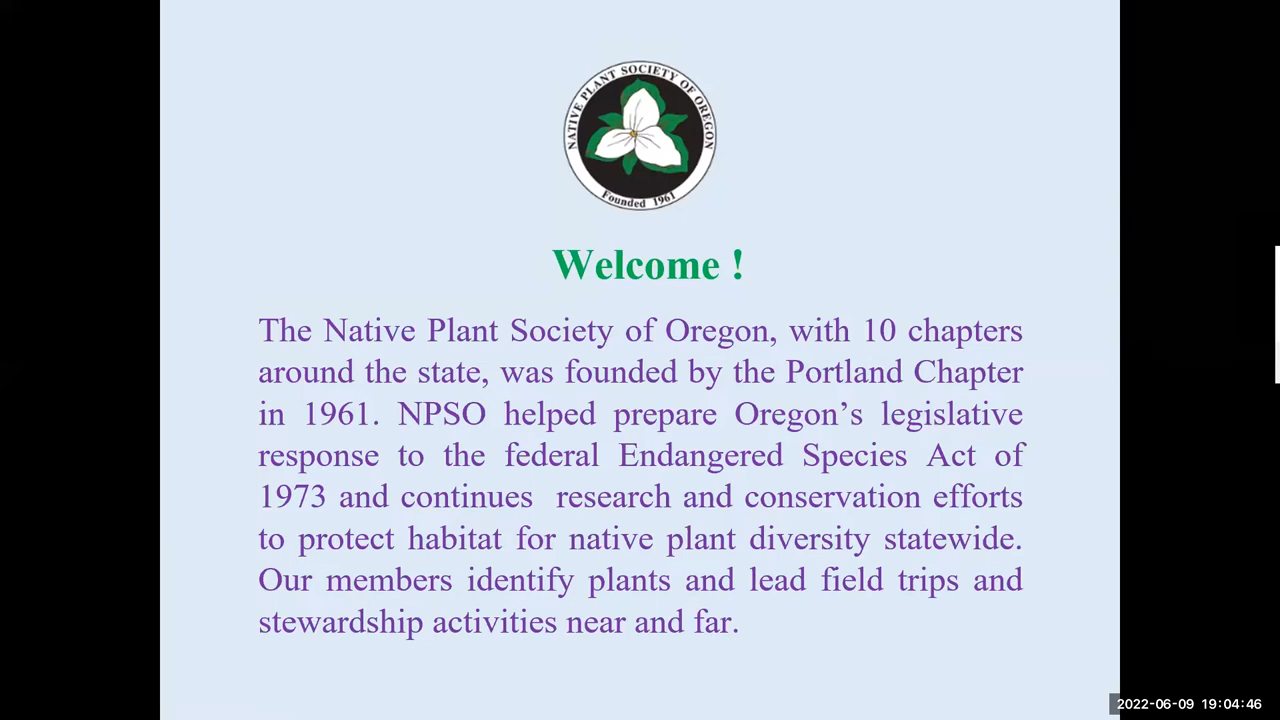 NATIVE PLANT SOCIETY OF OREGON
Founded 1961
Welcome !
The Native Plant Society of Oregon, with 10 chapters
around the state, was founded by the Portland Chapter
in 1961. NPSO helped prepare Oregon’s legislative
response to the federal Endangered Species Act of
1973 and continues  research and conservation efforts
to protect habitat for native plant diversity statewide.
Our members identify plants and lead field trips and
stewardship activities near and far.
2022-06-09 19:04:46